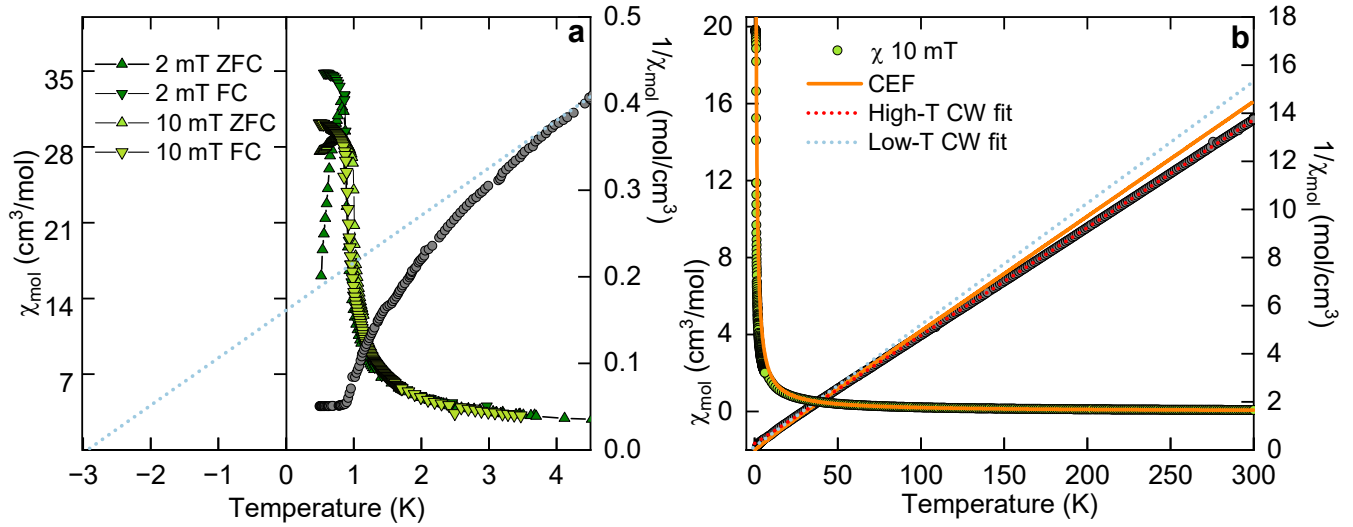 a
2 mT ZFC
2 mT FC
10 mT ZFC
10 mT FC
35
28
21
14
7
χmol (cm³/mol)
0.5
0.4
0.3
0.2
0.1
0.0
1/χmol (mol/cm³)
−3 −2 −1 0 1 2 3 4
Temperature (K)
b
χ 10 mT
CEF
High-T CW fit
Low-T CW fit
20
16
12
8
4
0
χmol (cm³/mol)
18
16
14
12
10
8
6
4
2
0
1/χmol (mol/cm³)
0 50 100 150 200 250 300
Temperature (K)